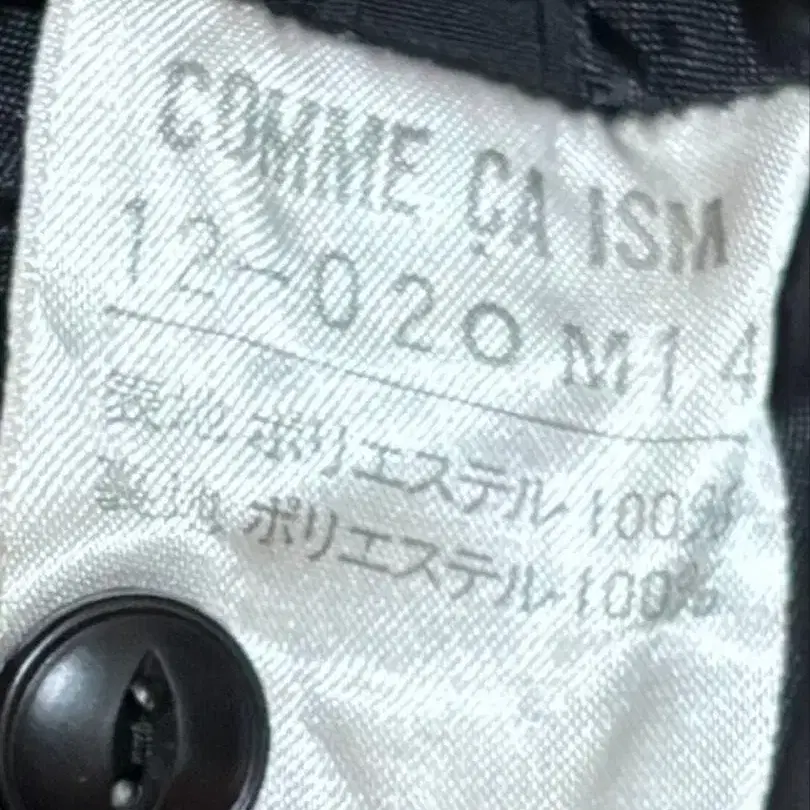 COMME ÇA ISM
12-020 M14
表地 ポリエステル 100%
裏地 ポリエステル 100%